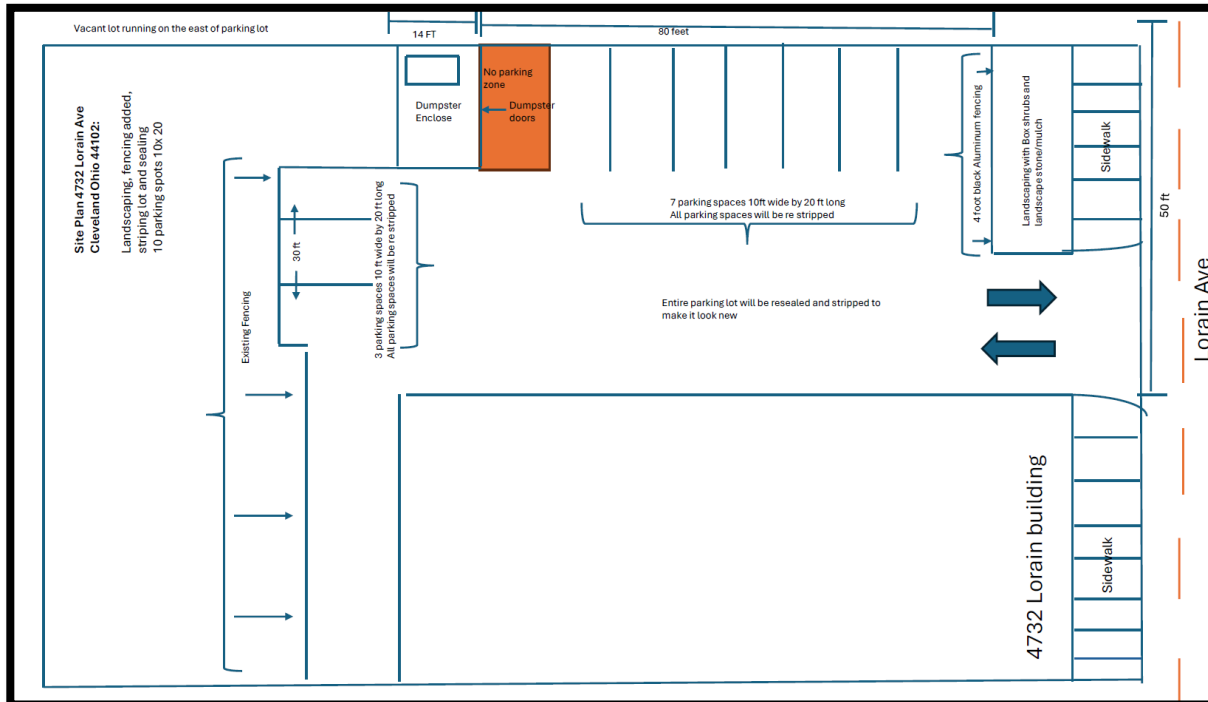 Vacant lot running on the east of parking lot
14 FT
80 feet
Site Plan 4732 Lorain Ave
Cleveland Ohio 44102:
Landscaping, fencing added,
striping lot and sealing
10 parking spots 10x 20
Dumpster
Enclose
No parking
zone
Dumpster
doors
4 foot black Aluminum fencing
Landscaping with Box shrubs and
landscape stone/mulch
Sidewalk
50 ft
Lorain Ave
Existing Fencing
30 ft
3 parking spaces 10 ft wide by 20 ft long
All parking spaces will be re stripped
7 parking spaces 10ft wide by 20 ft long
All parking spaces will be re stripped
Entire parking lot will be resealed and stripped to
make it look new
4732 Lorain building
Sidewalk